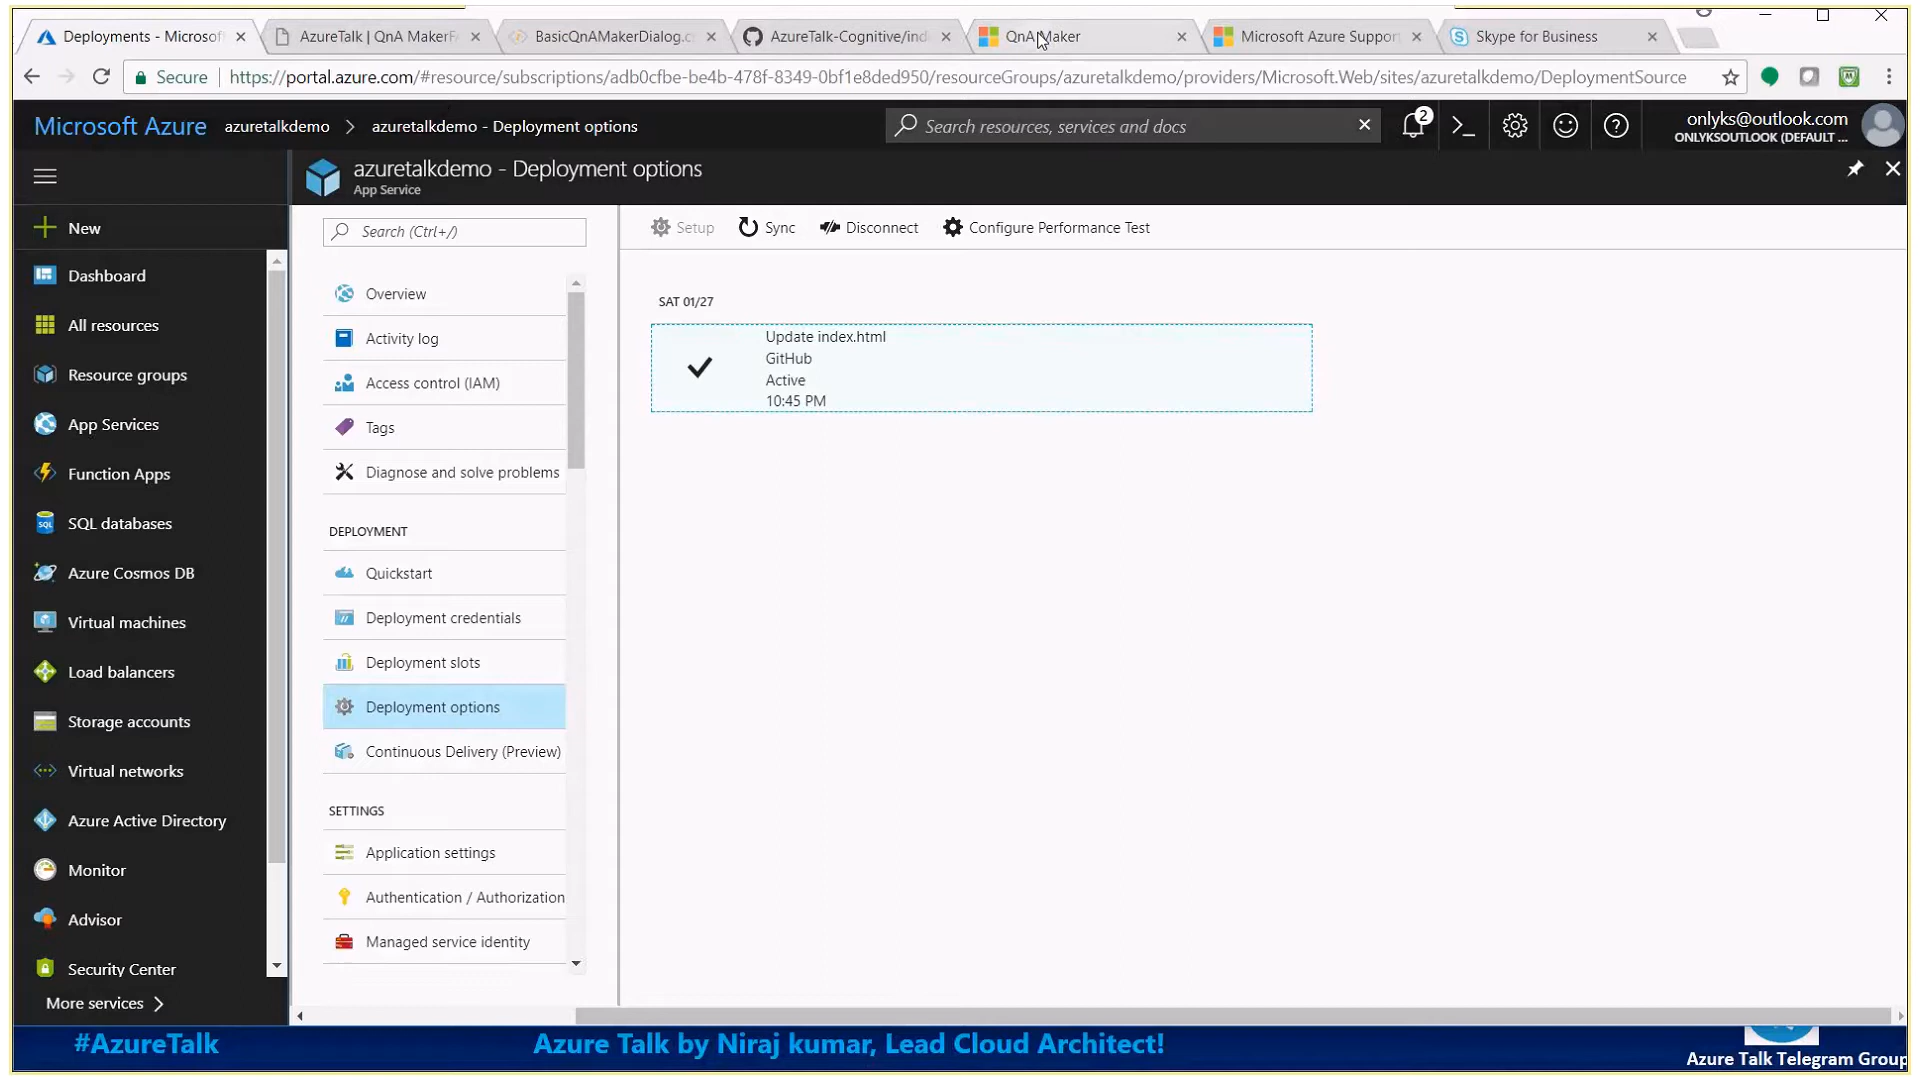 Deployments - Microsof
AzureTalk | QnA MakerFA
BasicQnAMakerDialog.c
AzureTalk-Cognitive/ind
QnA Maker
Microsoft Azure Support
Skype for Business
Secure
https://portal.azure.com/#resource/subscriptions/adb0cfbe-be4b-478f-8349-0bf1e8ded950/resourceGroups/azuretalkdemo/providers/Microsoft.Web/sites/azuretalkdemo/DeploymentSource
Microsoft Azure
azuretalkdemo
azuretalkdemo - Deployment options
Search resources, services and docs
2
onlyks@outlook.com
ONLYKSOUTLOOK (DEFAULT ...
azuretalkdemo - Deployment options
App Service
New
Dashboard
All resources
Resource groups
App Services
Function Apps
SQL databases
Azure Cosmos DB
Virtual machines
Load balancers
Storage accounts
Virtual networks
Azure Active Directory
Monitor
Advisor
Security Center
More services
Search (Ctrl+/)
Overview
Activity log
Access control (IAM)
Tags
Diagnose and solve problems
DEPLOYMENT
Quickstart
Deployment credentials
Deployment slots
Deployment options
Continuous Delivery (Preview)
SETTINGS
Application settings
Authentication / Authorization
Managed service identity
Setup
Sync
Disconnect
Configure Performance Test
SAT 01/27
Update index.html
GitHub
Active
10:45 PM
#AzureTalk
Azure Talk by Niraj kumar, Lead Cloud Architect!
Azure Talk Telegram Group